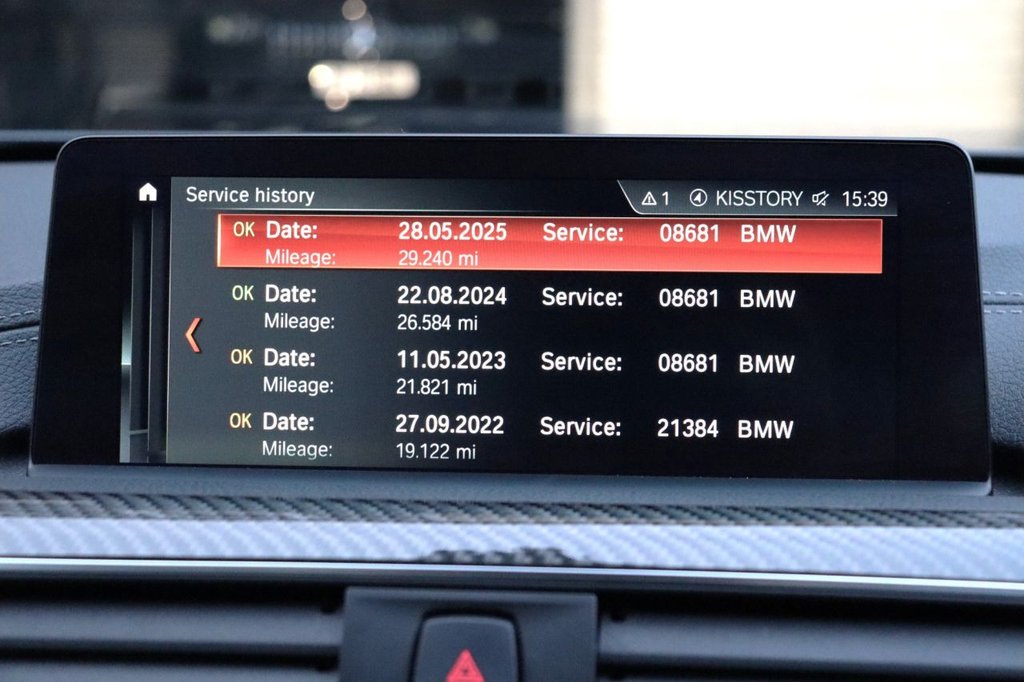 Service history 1 KISSTORY 15:39
OK Date: 28.05.2025 Service: 08681 BMW
Mileage: 29.240 mi
OK Date: 22.08.2024 Service: 08681 BMW
Mileage: 26.584 mi
OK Date: 11.05.2023 Service: 08681 BMW
Mileage: 21.821 mi
OK Date: 27.09.2022 Service: 21384 BMW
Mileage: 19.122 mi